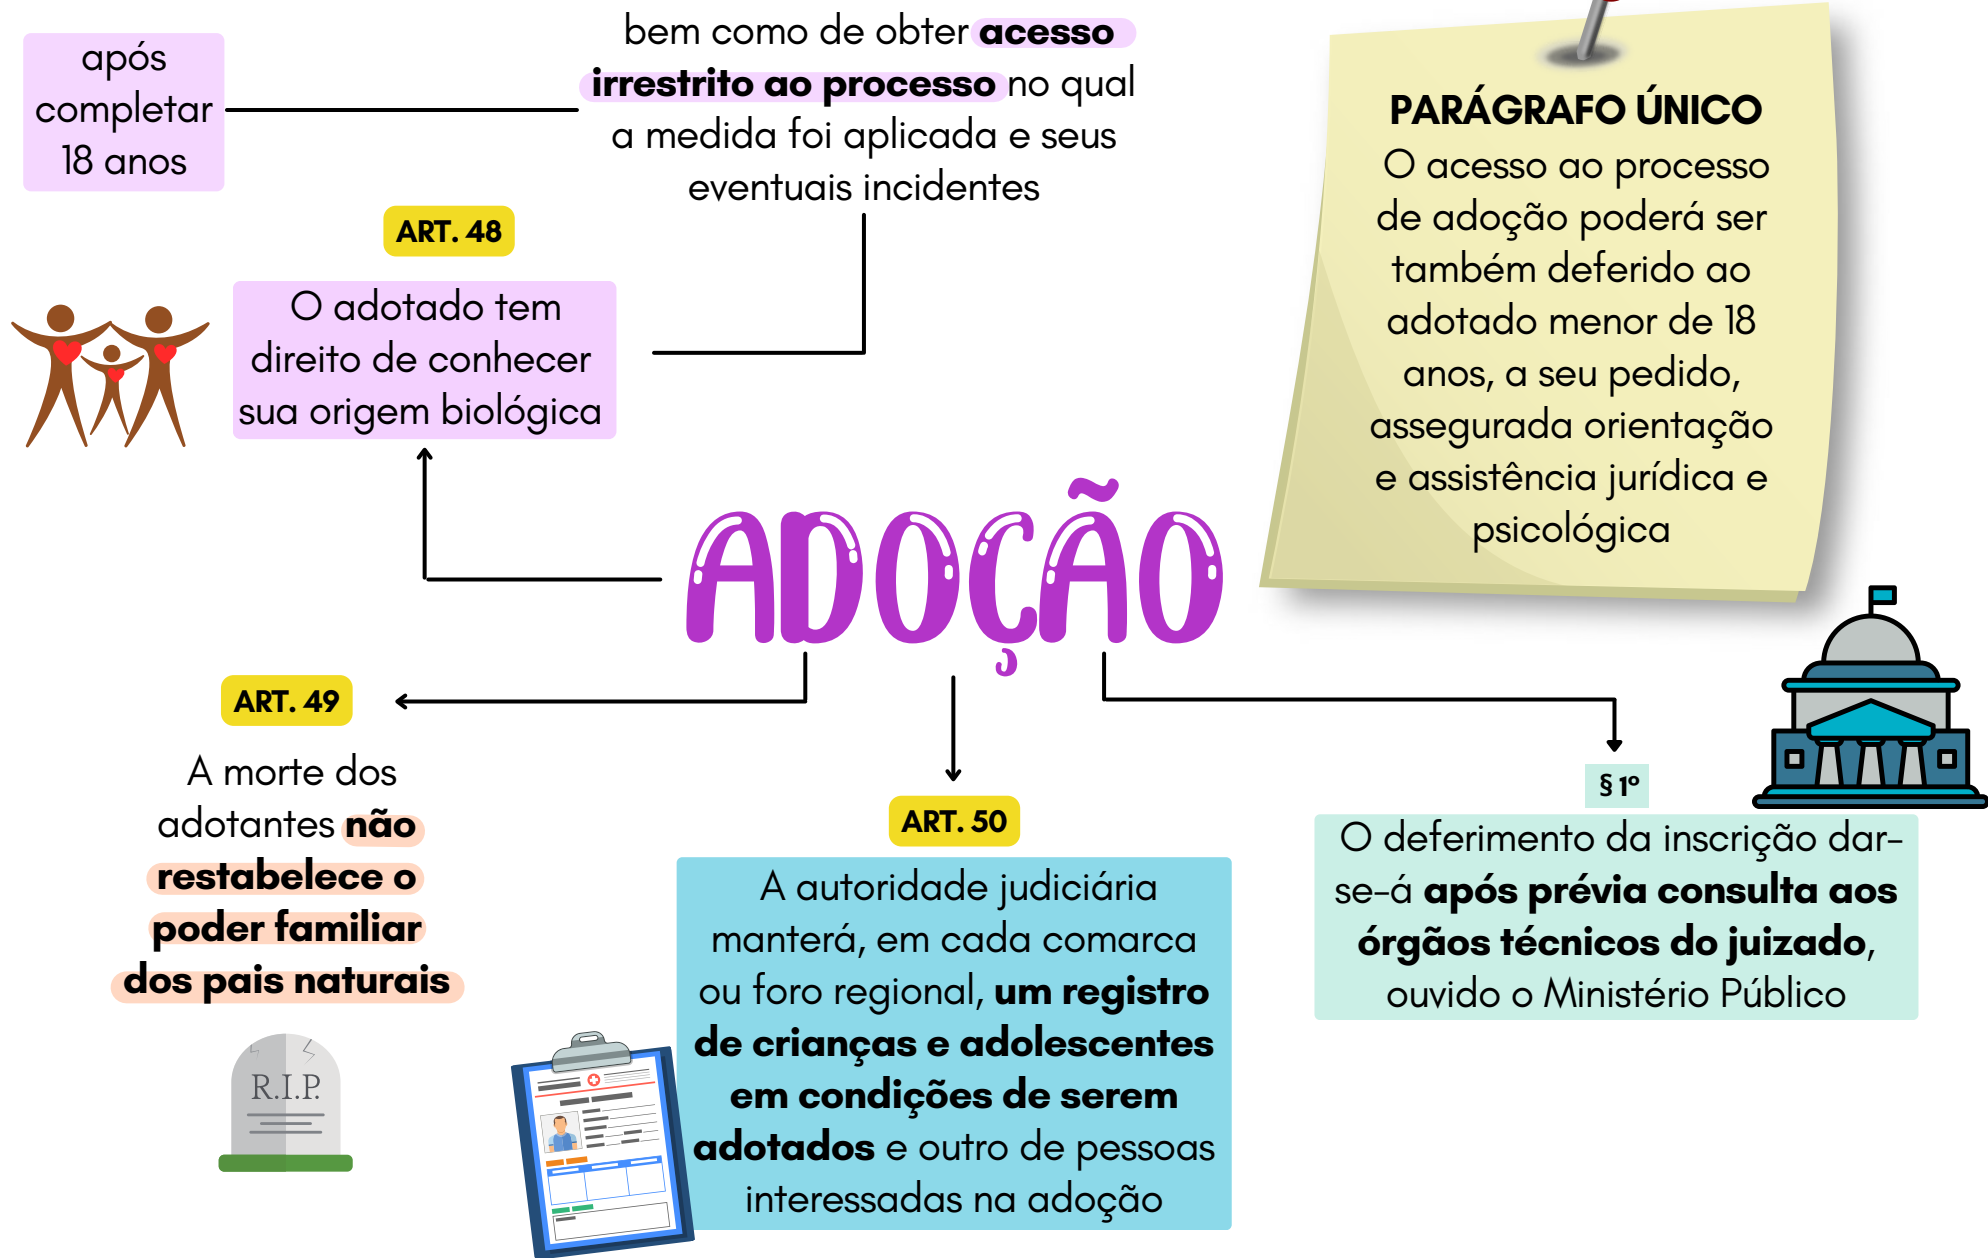 após
completar
18 anos
bem como de obter acesso
irrestrito ao processo no qual
a medida foi aplicada e seus
eventuais incidentes
ART. 48
O adotado tem
direito de conhecer
sua origem biológica
PARÁGRAFO ÚNICO
O acesso ao processo
de adoção poderá ser
também deferido ao
adotado menor de 18
anos, a seu pedido,
assegurada orientação
e assistência jurídica e
psicológica
ADOÇÃO
ART. 49
A morte dos
adotantes não
restabelece o
poder familiar
dos pais naturais
R.I.P.
ART. 50
A autoridade judiciária
manterá, em cada comarca
ou foro regional, um registro
de crianças e adolescentes
em condições de serem
adotados e outro de pessoas
interessadas na adoção
§ 1º
O deferimento da inscrição dar-
se-á após prévia consulta aos
órgãos técnicos do juizado,
ouvido o Ministério Público